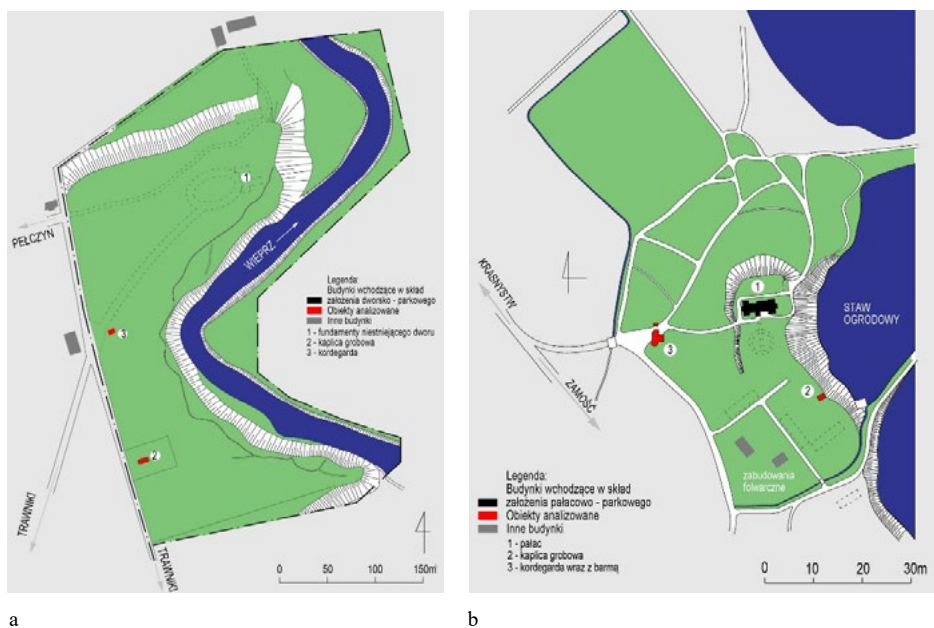 1
PEŁCZYN
WIEPRZ
Legenda:
Budynki wchodzące w skład
założenia dworsko - parkowego
Obiekty analizowane
Inne budynki
1 - fundamenty niestniejącego dworu
2 - kaplica grobowa
3 - kordegarda
3
2
TRAWNIKI
TRAWNIKI
0 50 100 150m
a
KRASNYSTW
ZAMOŚĆ
1
STAW
OGRODOWY
3
2
zabudowania
folwarczne
Legenda:
Budynki wchodzące w skład
założenia pałacowo - parkowego
Obiekty analizowane
Inne budynki
1 - pałac
2 - kaplica grobowa
3 - kordegarda wraz z barmą
0 10 20 30m
b